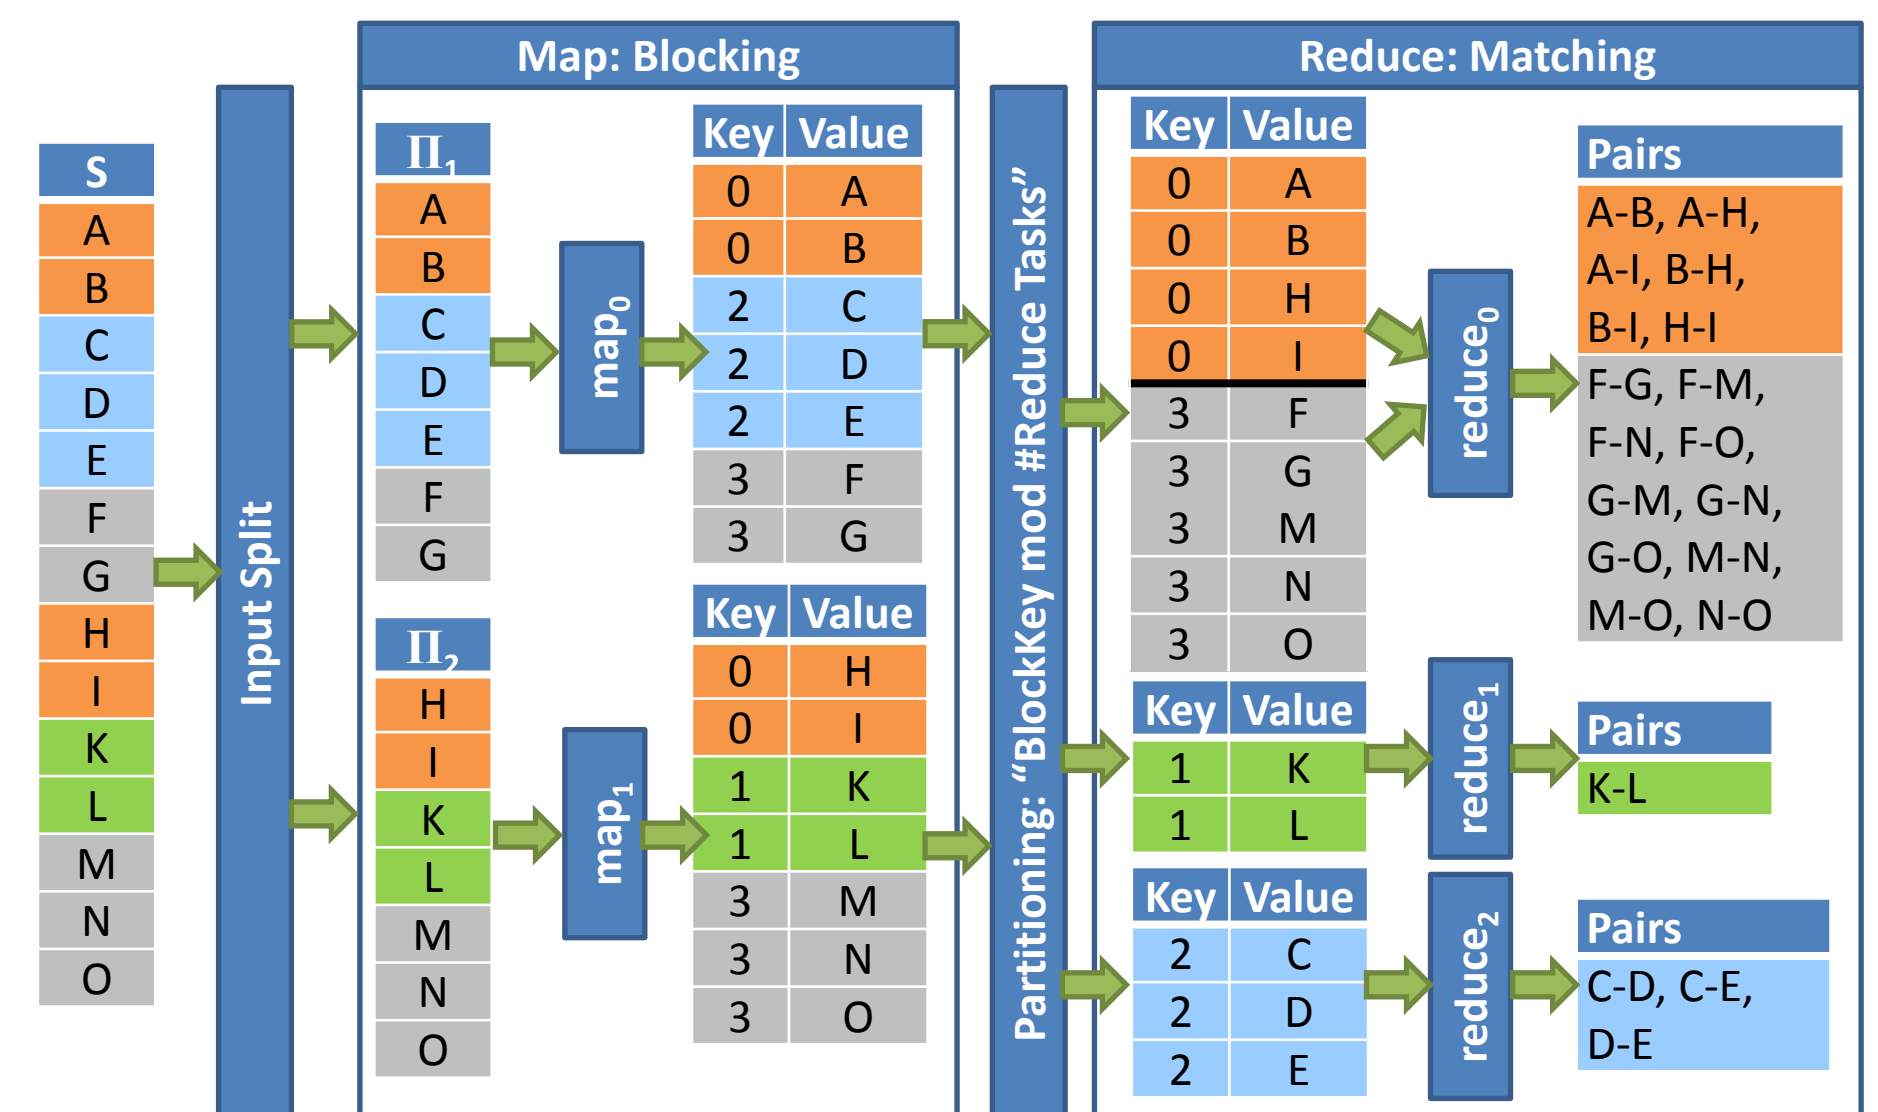 Map: Blocking
Reduce: Matching
S
A
B
C
D
E
F
G
H
I
K
L
M
N
O
Input Split
Π1
A
B
C
D
E
F
G
Π2
H
I
K
L
M
N
O
map0
map1
Key Value
0 A
0 B
2 C
2 D
2 E
3 F
3 G
Key Value
0 H
0 I
1 K
1 L
3 M
3 N
3 O
Partitioning: “BlockKey mod #Reduce Tasks”
Key Value
0 A
0 B
0 H
0 I
3 F
3 G
3 M
3 N
3 O
reduce0
Pairs
A-B, A-H,
A-I, B-H,
B-I, H-I
F-G, F-M,
F-N, F-O,
G-M, G-N,
G-O, M-N,
M-O, N-O
Key Value
1 K
1 L
reduce1
Pairs
K-L
Key Value
2 C
2 D
2 E
reduce2
Pairs
C-D, C-E,
D-E